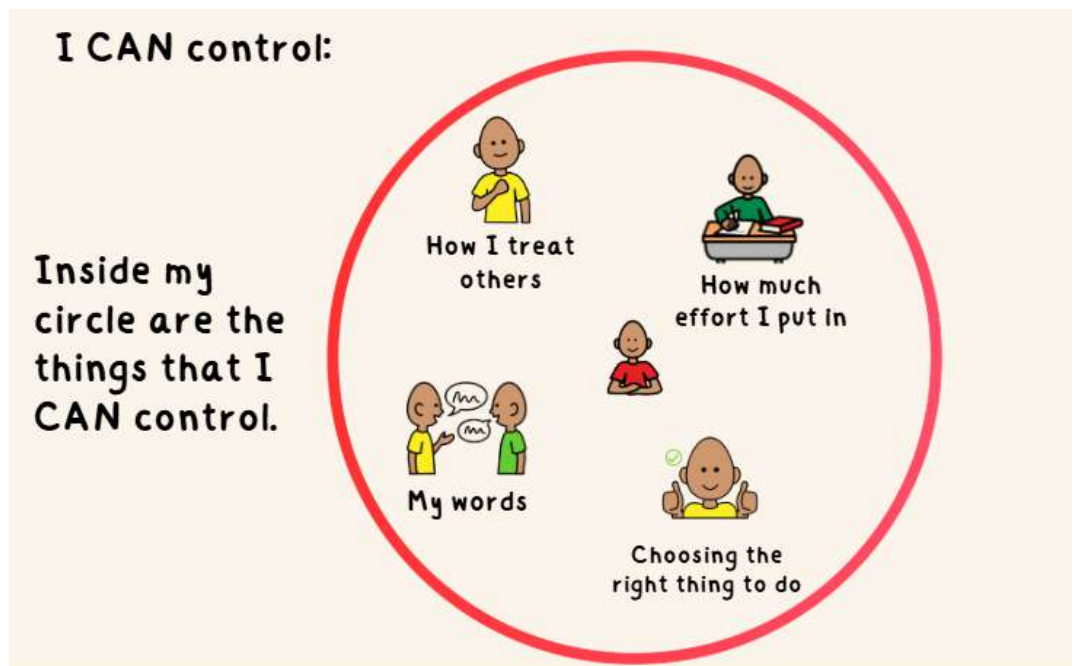 I CAN control:
Inside my
circle are the
things that I
CAN control.
How I treat
others
How much
effort I put in
My words
Choosing the
right thing to do